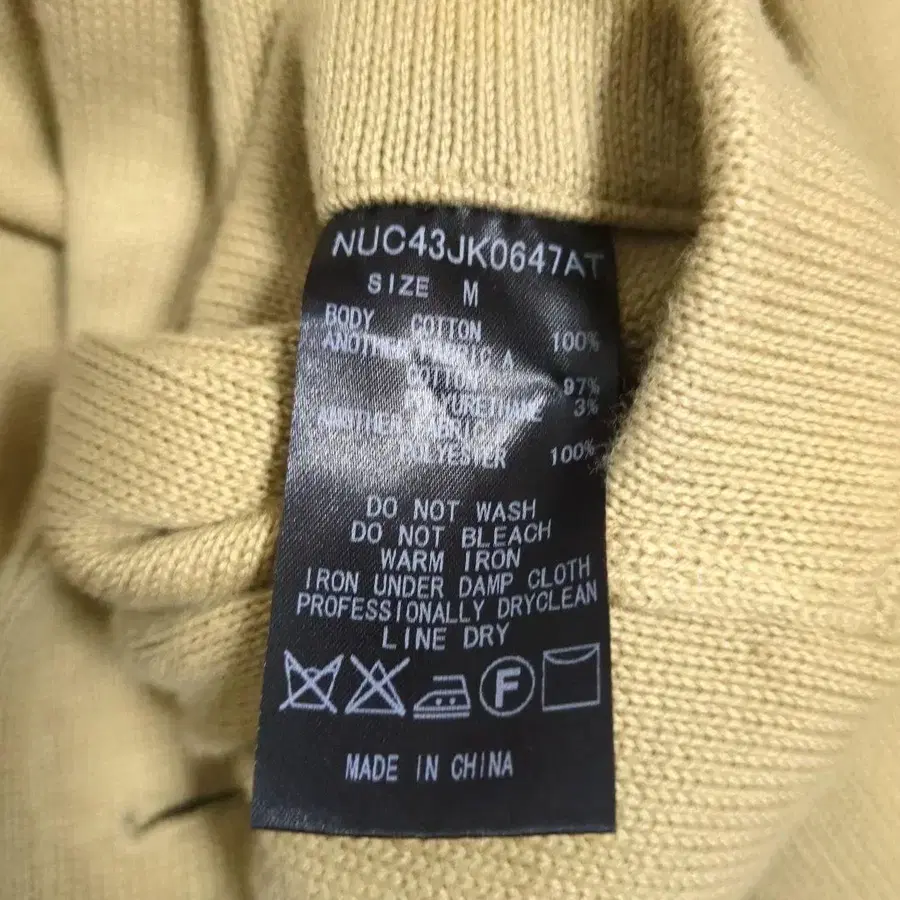 NUC43JK0647AT
SIZE M
BODY COTTON 100%
ANOTHER FABRIC A
COTTON 97%
URETHANE 3%
ANOTHER FABRIC
POLYESTER 100%
DO NOT WASH
DO NOT BLEACH
WARM IRON
IRON UNDER DAMP CLOTH
PROFESSIONALLY DRYCLEAN
LINE DRY
F
MADE IN CHINA